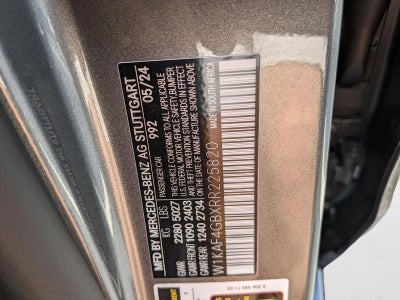 MFD BY MERCEDES-BENZ AG STUTTGART
992 05/24
PASSENGER CAR
THIS VEHICLE CONFORMS TO ALL APPLICABLE
U.S. FEDERAL MOTOR VEHICLE SAFETY, BUMPER
AND THEFT PREVENTION STANDARDS IN EFFECT
ON THE DATE OF MANUFACTURE SHOWN ABOVE
KG LBS
GVWR 2280 5027
GAWR FRONT 1090 2403
GAWR REAR 1240 2734
W1KAF4GBXRR225820
MADE IN SOUTH AFRICA